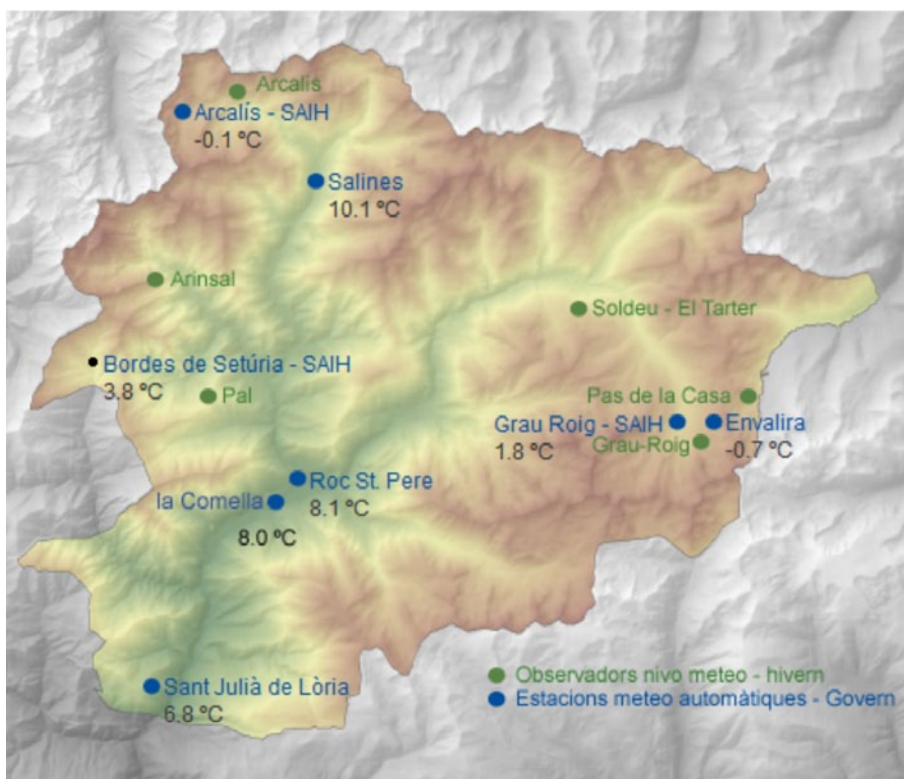 Arcalís
Arcalís - SAIH
-0.1 ºC
Salines
10.1 ºC
Arinsal
Soldeu - El Tarter
Bordes de Setúria - SAIH
3.8 ºC
Pal
Pas de la Casa
Grau Roig - SAIH
Envalira
1.8 ºC
Grau-Roig
-0.7 ºC
Roc St. Pere
la Comella
8.1 ºC
8.0 ºC
Observadors nivo meteo - hivern
Sant Julià de Lòria
Estacions meteo automàtiques - Govern
6.8 ºC